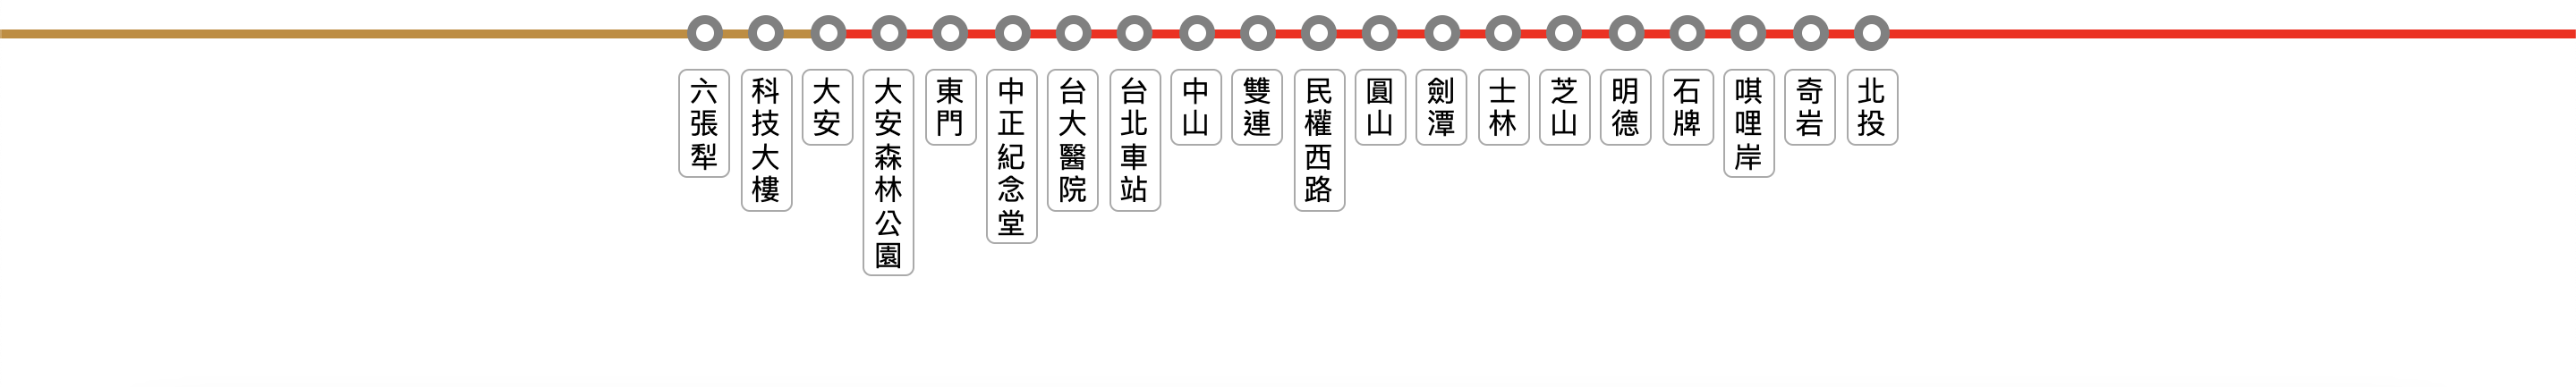 六張犁
科技大樓
大安
大安森林公園
東門
中正紀念堂
台大醫院
台北車站
中山
雙連
民權西路
圓山
劍潭
士林
芝山
明德
石牌
唭哩岸
奇岩
北投